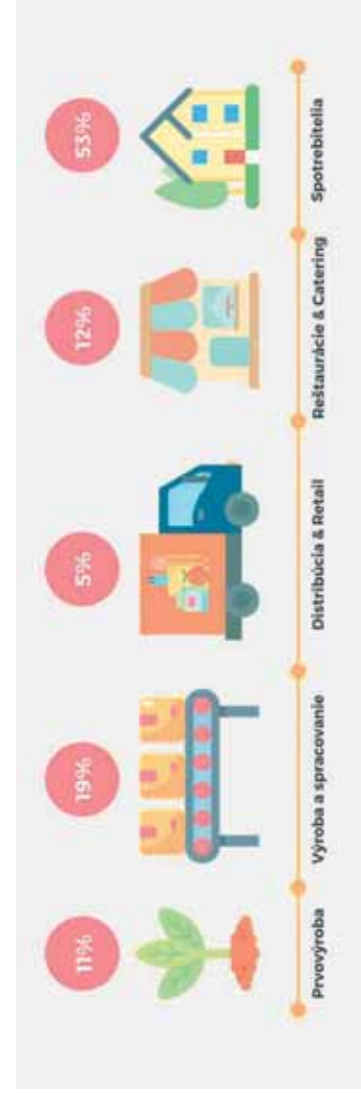 11%
19%
5%
12%
53%
Prvovýroba
Výroba a spracovanie
Distribúcia & Retail
Reštaurácie & Catering
Spotrebitelia